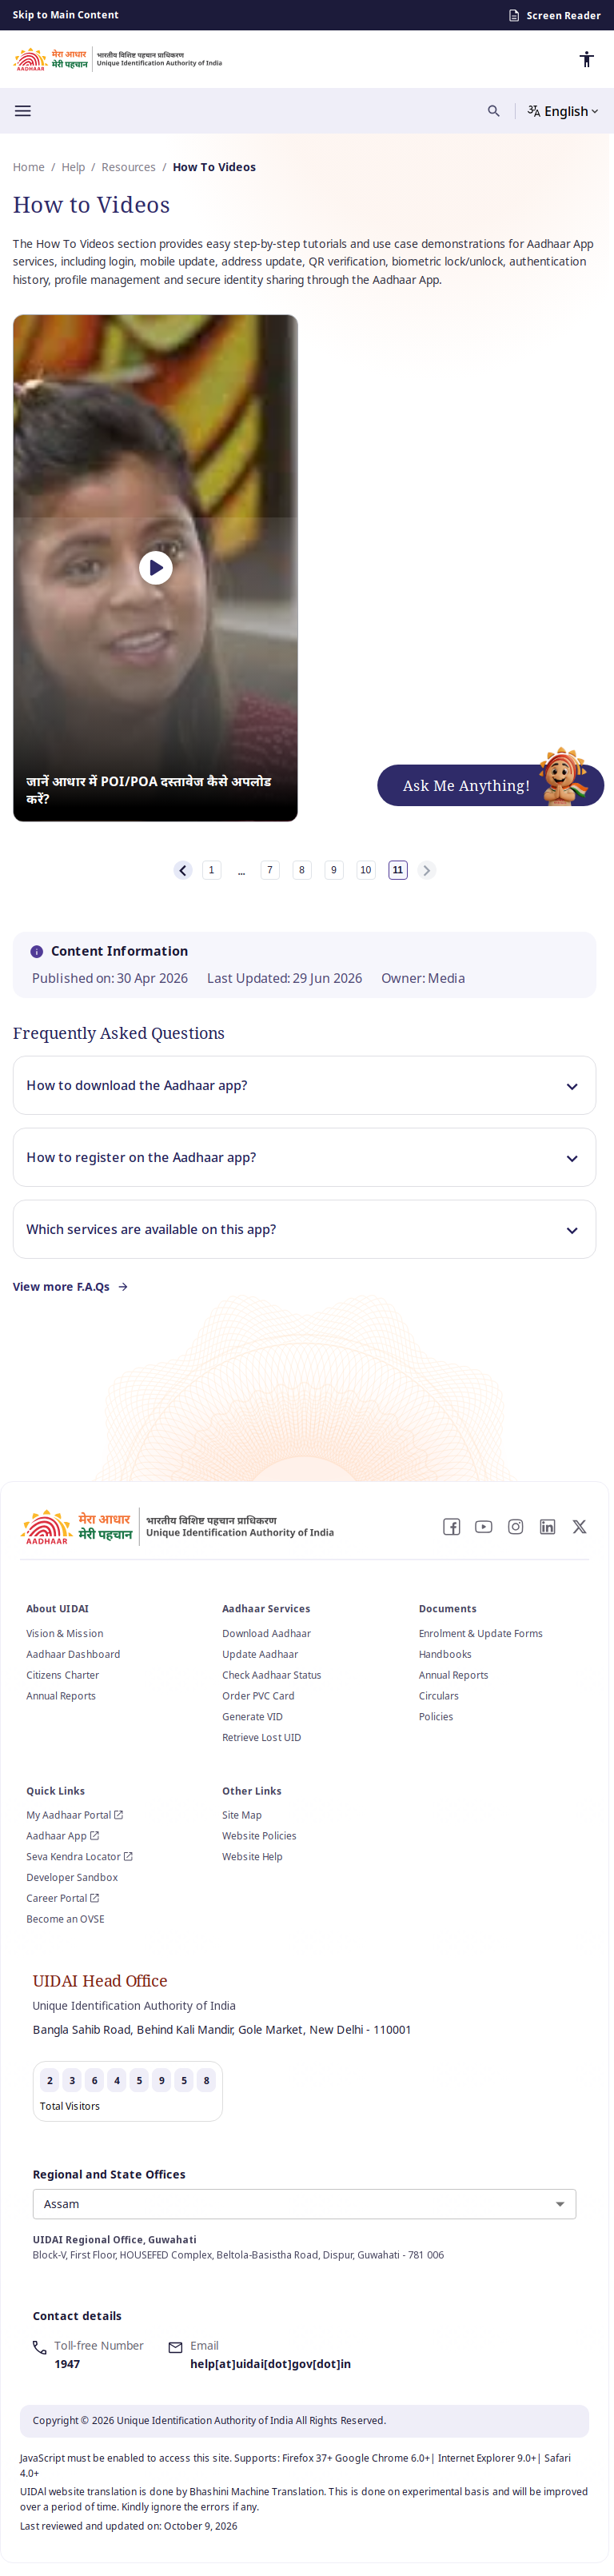 Skip to Main Content
Screen Reader
AADHAAR
मेरा आधार
मेरी पहचान
भारतीय विशिष्ट पहचान प्राधिकरण
Unique Identification Authority of India
English
Home / Help / Resources / How To Videos
How to Videos
The How To Videos section provides easy step-by-step tutorials and use case demonstrations for Aadhaar App
services, including login, mobile update, address update, QR verification, biometric lock/unlock, authentication
history, profile management and secure identity sharing through the Aadhaar App.
जानें आधार में POI/POA दस्तावेज कैसे अपलोड
करें?
Ask Me Anything!
1 ... 7 8 9 10 11
Content Information
Published on: 30 Apr 2026 Last Updated: 29 Jun 2026 Owner: Media
Frequently Asked Questions
How to download the Aadhaar app?
How to register on the Aadhaar app?
Which services are available on this app?
View more F.A.Qs
AADHAAR
मेरा आधार
मेरी पहचान
भारतीय विशिष्ट पहचान प्राधिकरण
Unique Identification Authority of India
About UIDAI
Vision & Mission
Aadhaar Dashboard
Citizens Charter
Annual Reports
Aadhaar Services
Download Aadhaar
Update Aadhaar
Check Aadhaar Status
Order PVC Card
Generate VID
Retrieve Lost UID
Documents
Enrolment & Update Forms
Handbooks
Annual Reports
Circulars
Policies
Quick Links
My Aadhaar Portal
Aadhaar App
Seva Kendra Locator
Developer Sandbox
Career Portal
Become an OVSE
Other Links
Site Map
Website Policies
Website Help
UIDAI Head Office
Unique Identification Authority of India
Bangla Sahib Road, Behind Kali Mandir, Gole Market, New Delhi - 110001
2 3 6 4 5 9 5 8
Total Visitors
Regional and State Offices
Assam
UIDAI Regional Office, Guwahati
Block-V, First Floor, HOUSEFED Complex, Beltola-Basistha Road, Dispur, Guwahati - 781 006
Contact details
Toll-free Number
1947
Email
help[at]uidai[dot]gov[dot]in
Copyright © 2026 Unique Identification Authority of India All Rights Reserved.
JavaScript must be enabled to access this site. Supports: Firefox 37+ Google Chrome 6.0+| Internet Explorer 9.0+| Safari
4.0+
UIDAI website translation is done by Bhashini Machine Translation. This is done on experimental basis and will be improved
over a period of time. Kindly ignore the errors if any.
Last reviewed and updated on: October 9, 2026